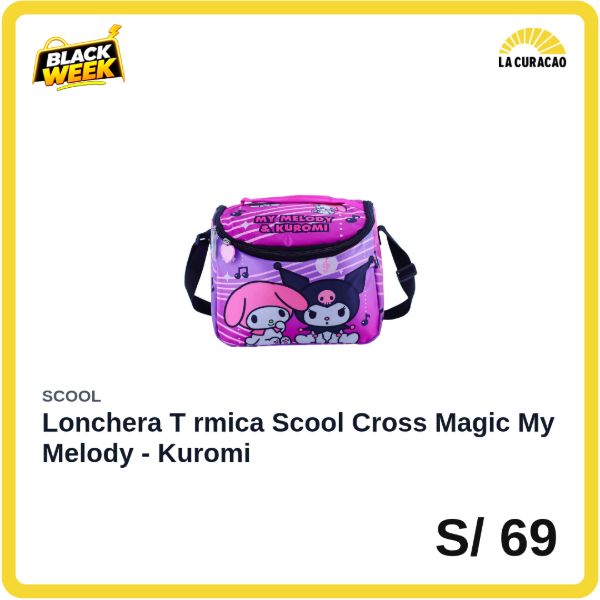 BLACK
WEEK
LA CURACAO
MY MELODY
& KUROMI
SCOOL
Lonchera T rmica Scool Cross Magic My
Melody - Kuromi
S/ 69